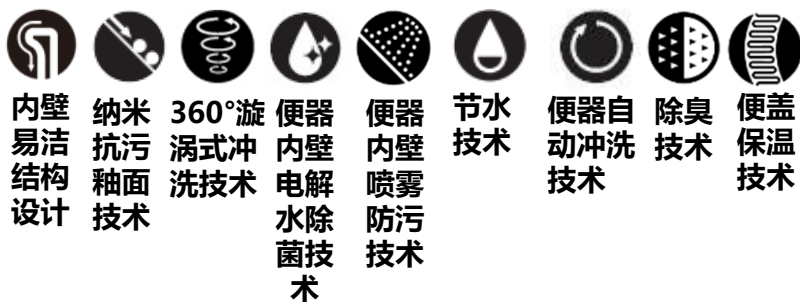 内壁
易洁
结构
设计
纳米
抗污
釉面
技术
360°漩
涡式冲
洗技术
便器
内壁
电解
水除
菌技
术
便器
内壁
喷雾
防污
技术
节水
技术
便器自
动冲洗
技术
除臭
技术
便盖
保温
技术